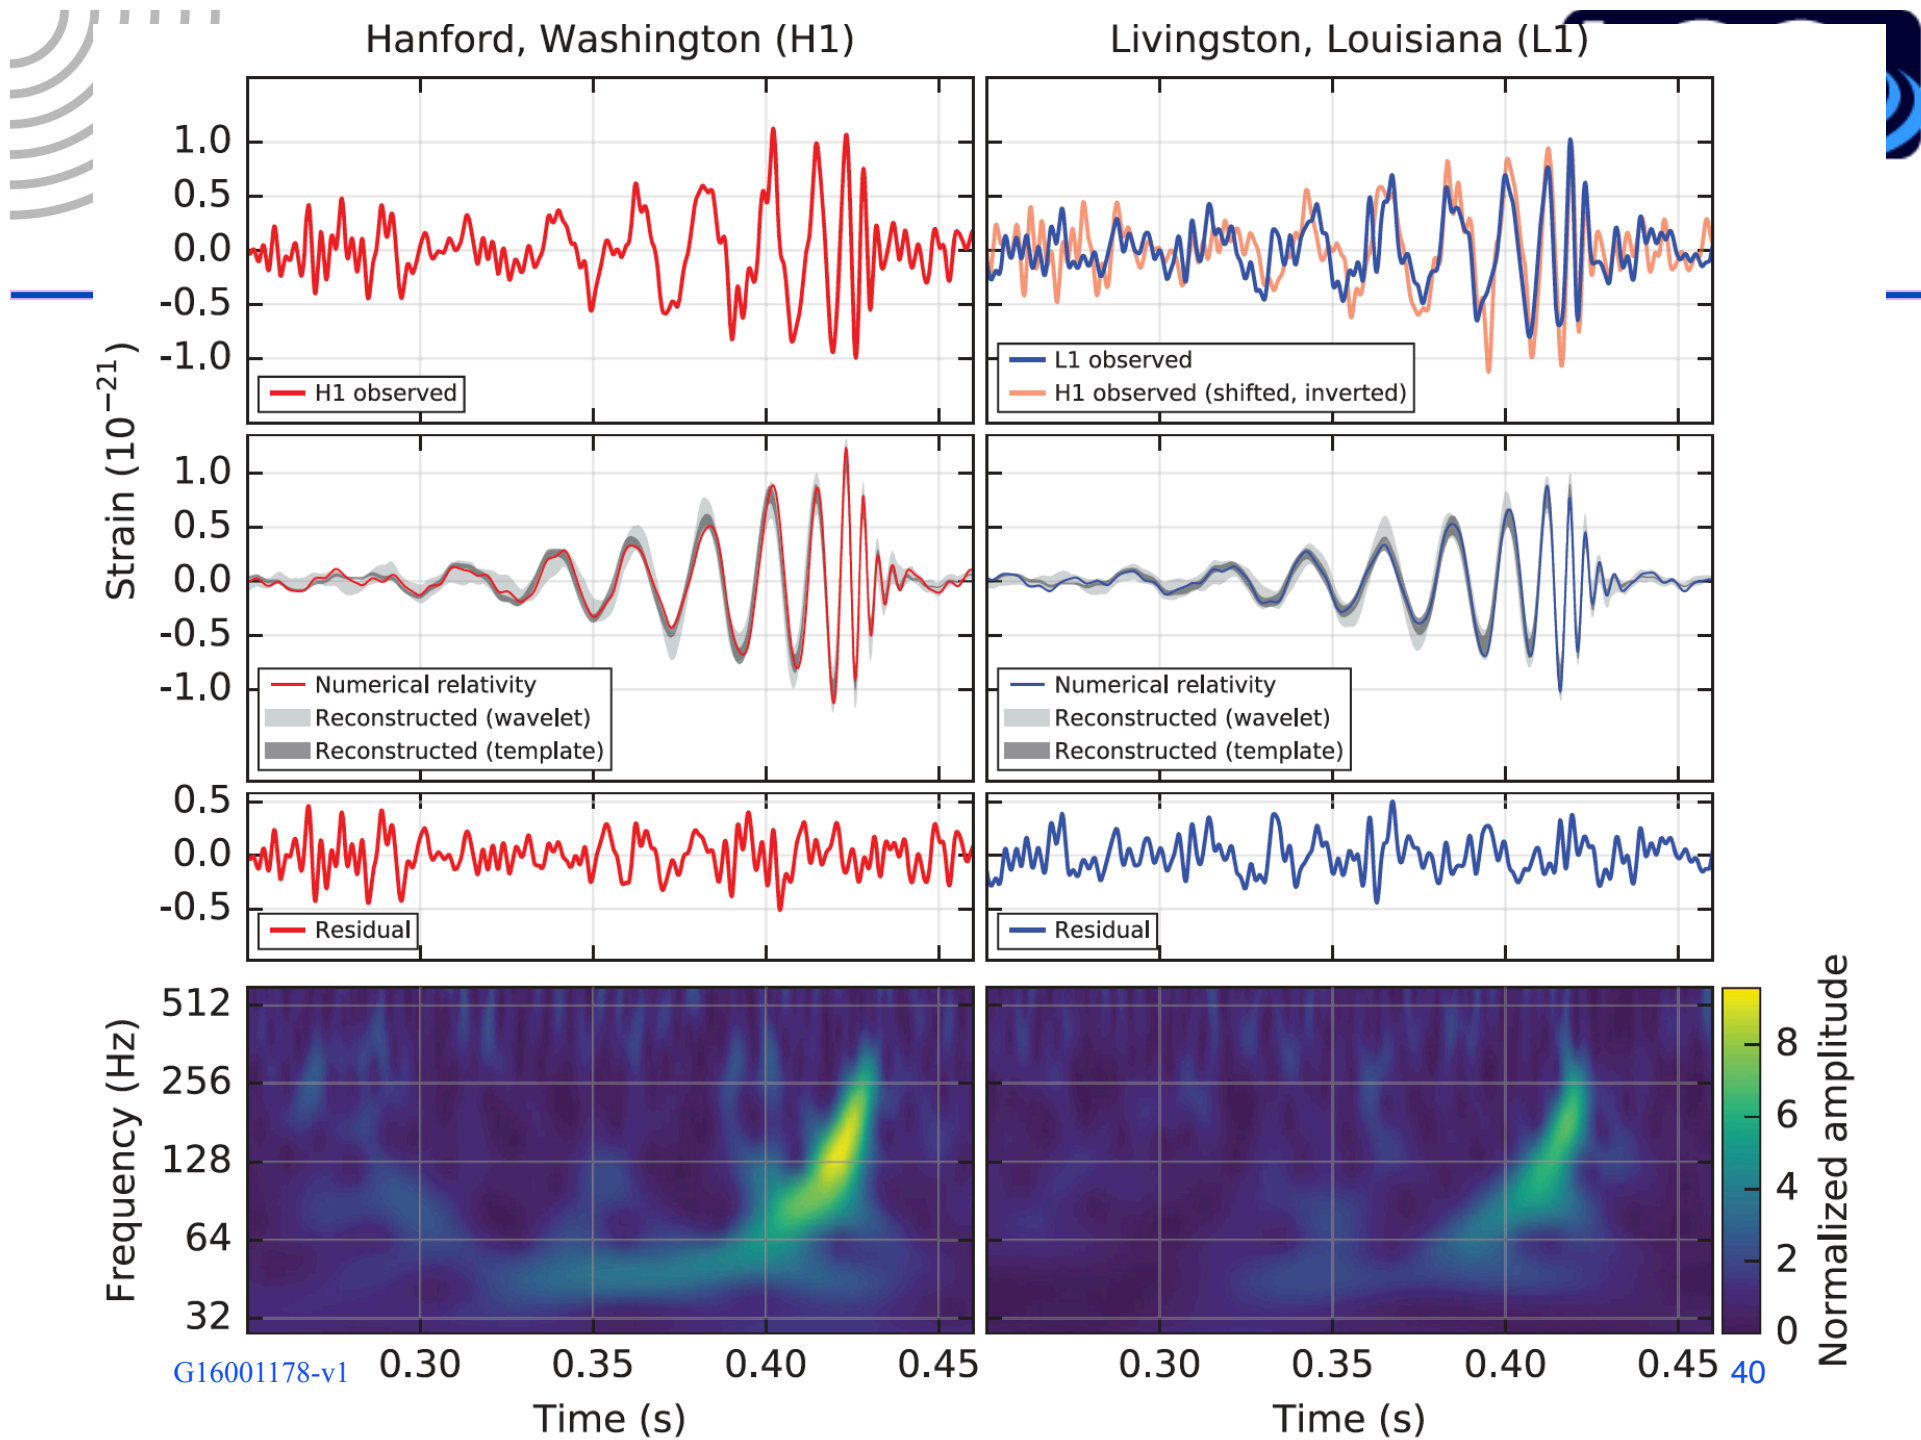 Hanford, Washington (H1)
Livingston, Louisiana (L1)
1.0
0.5
0.0
-0.5
-1.0
H1 observed
L1 observed
H1 observed (shifted, inverted)
Strain (10⁻²¹)
1.0
0.5
0.0
-0.5
-1.0
Numerical relativity
Reconstructed (wavelet)
Reconstructed (template)
Numerical relativity
Reconstructed (wavelet)
Reconstructed (template)
0.5
0.0
-0.5
Residual
Residual
Frequency (Hz)
512
256
128
64
32
8
6
4
2
0
Normalized amplitude
0.30 0.35 0.40 0.45
0.30 0.35 0.40 0.45
Time (s)
Time (s)
G16001178-v1
40